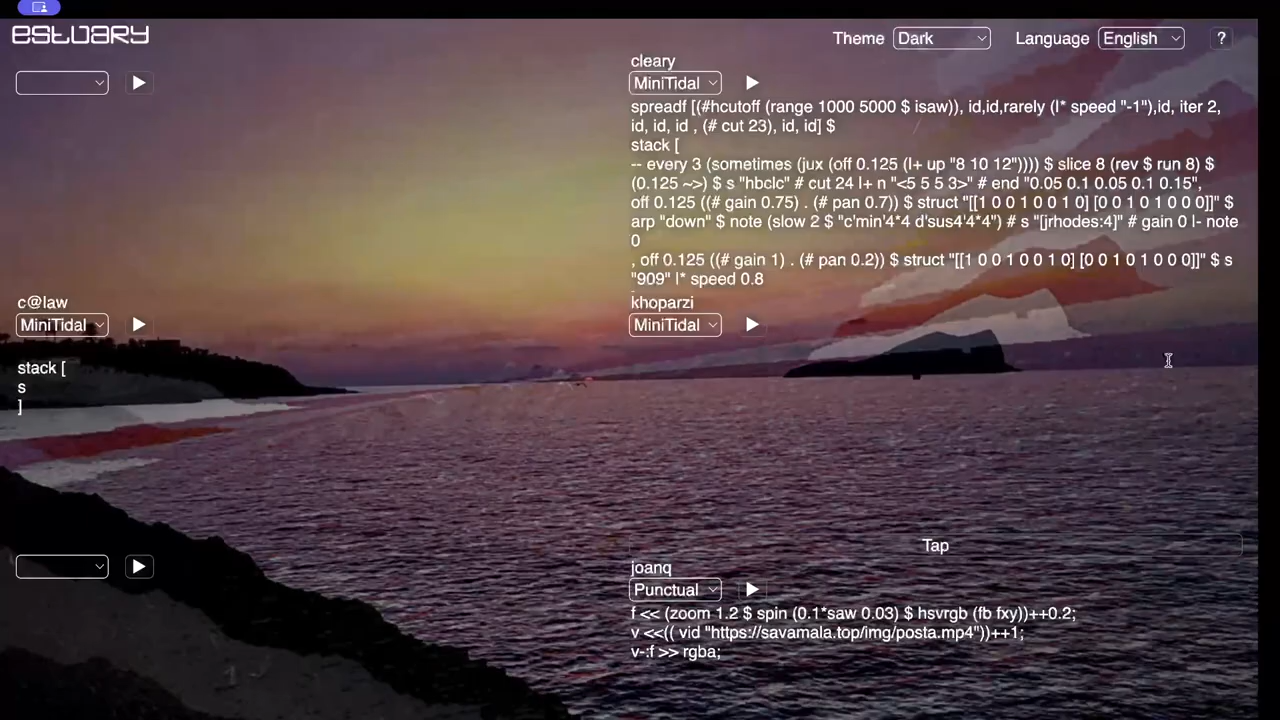 estuary
Theme Dark Language English ?
cleary
MiniTidal
spreadf [(#hcutoff (range 1000 5000 $ isaw)), id,id,rarely (|* speed "-1"),id, iter 2,
id, id, id , (# cut 23), id, id] $
stack [
-- every 3 (sometimes (jux (off 0.125 (|+ up "8 10 12")))) $ slice 8 (rev $ run 8) $
(0.125 ~>) $ s "hbclc" # cut 24 |+ n "<5 5 5 3>" # end "0.05 0.1 0.05 0.1 0.15",
off 0.125 ((# gain 0.75) . (# pan 0.7)) $ struct "[[1 0 0 1 0 0 1 0] [0 0 1 0 1 0 0 0]]" $
arp "down" $ note (slow 2 $ "c'min'4*4 d'sus4'4*4") # s "[jrhodes:4]" # gain 0 |- note
0
, off 0.125 ((# gain 1) . (# pan 0.2)) $ struct "[[1 0 0 1 0 0 1 0] [0 0 1 0 1 0 0 0]]" $ s
"909" |* speed 0.8
c@law
MiniTidal
stack [
s
]
khoparzi
MiniTidal
Tap
joanq
Punctual
f << (zoom 1.2 $ spin (0.1*saw 0.03) $ hsvrgb (fb fxy))++0.2;
v <<(( vid "https://savamala.top/img/posta.mp4"))++1;
v-:f >> rgba;